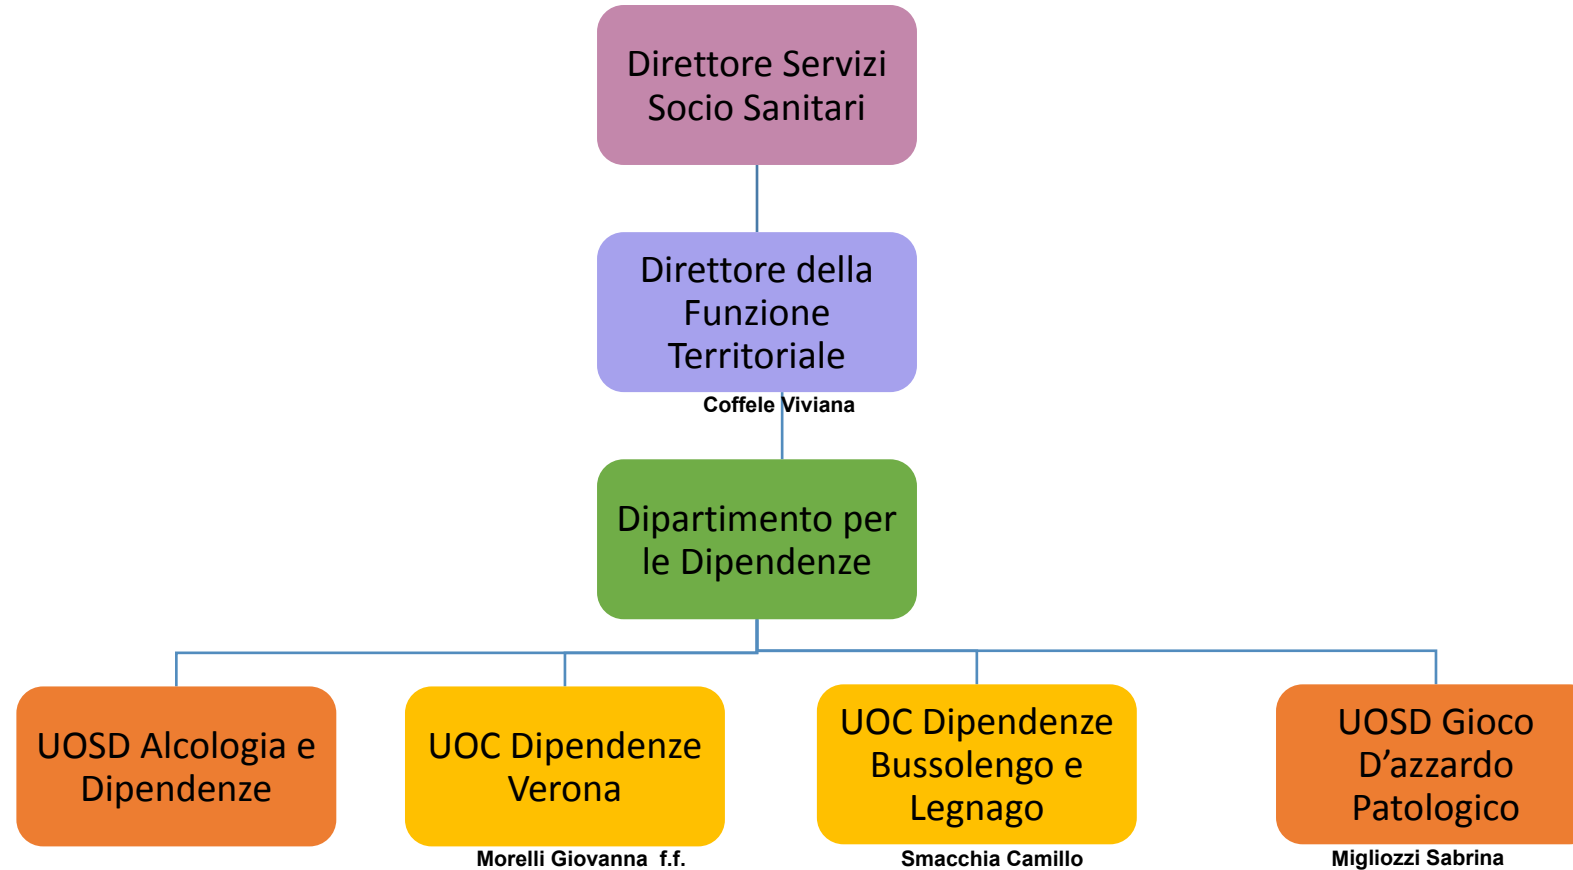 Direttore Servizi
Socio Sanitari
Direttore della
Funzione
Territoriale
Coffele Viviana
Dipartimento per
le Dipendenze
UOSD Alcologia e
Dipendenze
UOC Dipendenze
Verona
Morelli Giovanna  f.f.
UOC Dipendenze
Bussolengo e
Legnago
Smacchia Camillo
UOSD Gioco
D’azzardo
Patologico
Migliozzi Sabrina